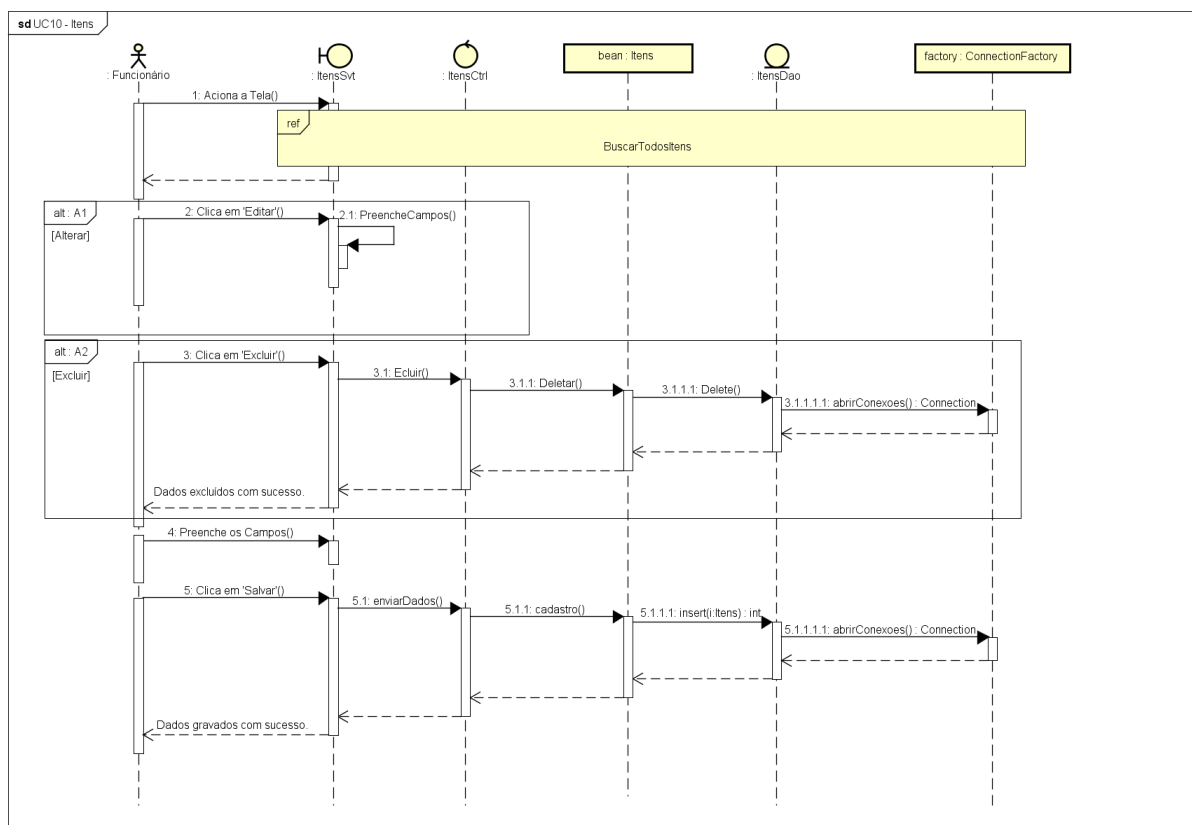 sd UC10 - Itens
: Funcionário
: ItensSvt
: ItensCtrl
bean : Itens
: ItensDao
factory : ConnectionFactory
1: Aciona a Tela()
ref
BuscarTodosItens
alt : A1
[Alterar]
2: Clica em 'Editar'()
2.1: PreencheCampos()
alt : A2
[Excluir]
3: Clica em 'Excluir'()
3.1: Ecluir()
3.1.1: Deletar()
3.1.1.1: Delete()
3.1.1.1.1: abrirConexoes() : Connection
Dados excluídos com sucesso.
4: Preenche os Campos()
5: Clica em 'Salvar'()
5.1: enviarDados()
5.1.1: cadastro()
5.1.1.1: insert(i:Itens) : int
5.1.1.1.1: abrirConexoes() : Connection
Dados gravados com sucesso.